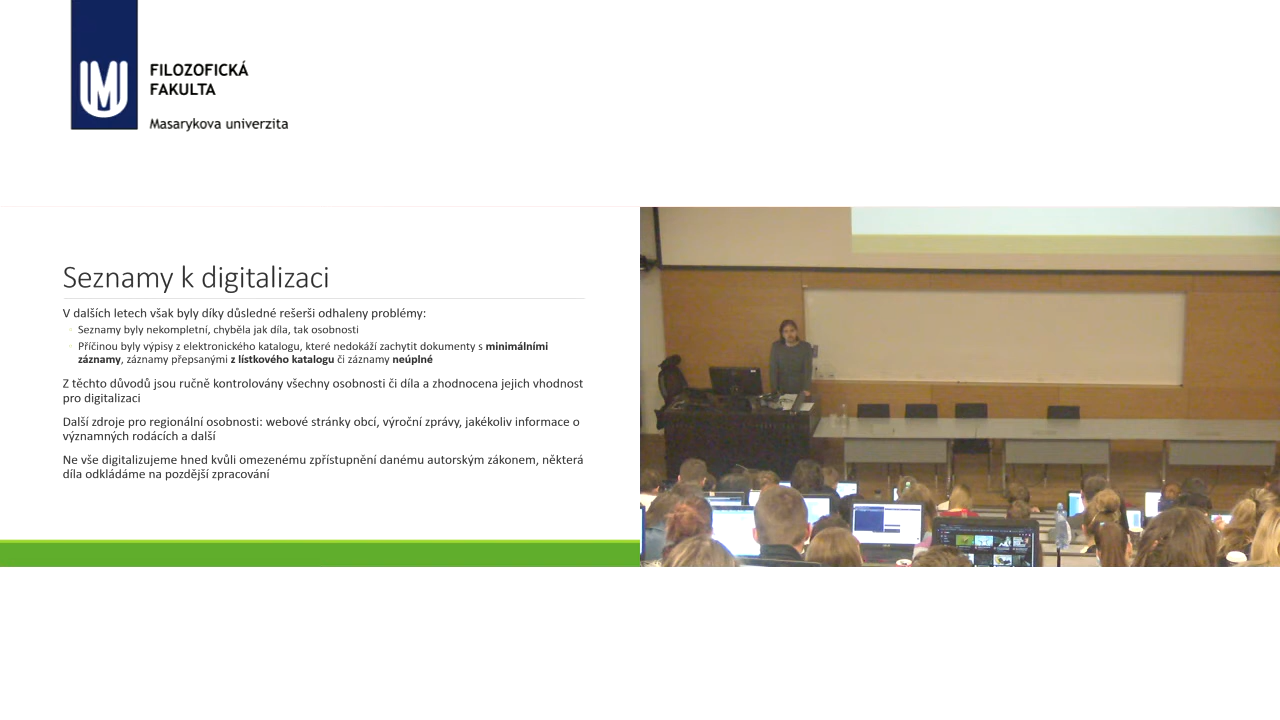 FILOZOFICKÁ
FAKULTA
Masarykova univerzita
Seznamy k digitalizaci
V dalších letech však byly díky důsledné rešerši odhaleny problémy:
Seznamy byly nekompletní, chyběla jak díla, tak osobnosti
Příčinou byly výpisy z elektronického katalogu, které nedokáží zachytit dokumenty s minimálními
záznamy, záznamy přepsanými z lístkového katalogu či záznamy neúplné
Z těchto důvodů jsou ručně kontrolovány všechny osobnosti či díla a zhodnocena jejich vhodnost
pro digitalizaci
Další zdroje pro regionální osobnosti: webové stránky obcí, výroční zprávy, jakékoliv informace o
významných rodácích a další
Ne vše digitalizujeme hned kvůli omezenému zpřístupnění danému autorským zákonem, některá
díla odkládáme na pozdější zpracování